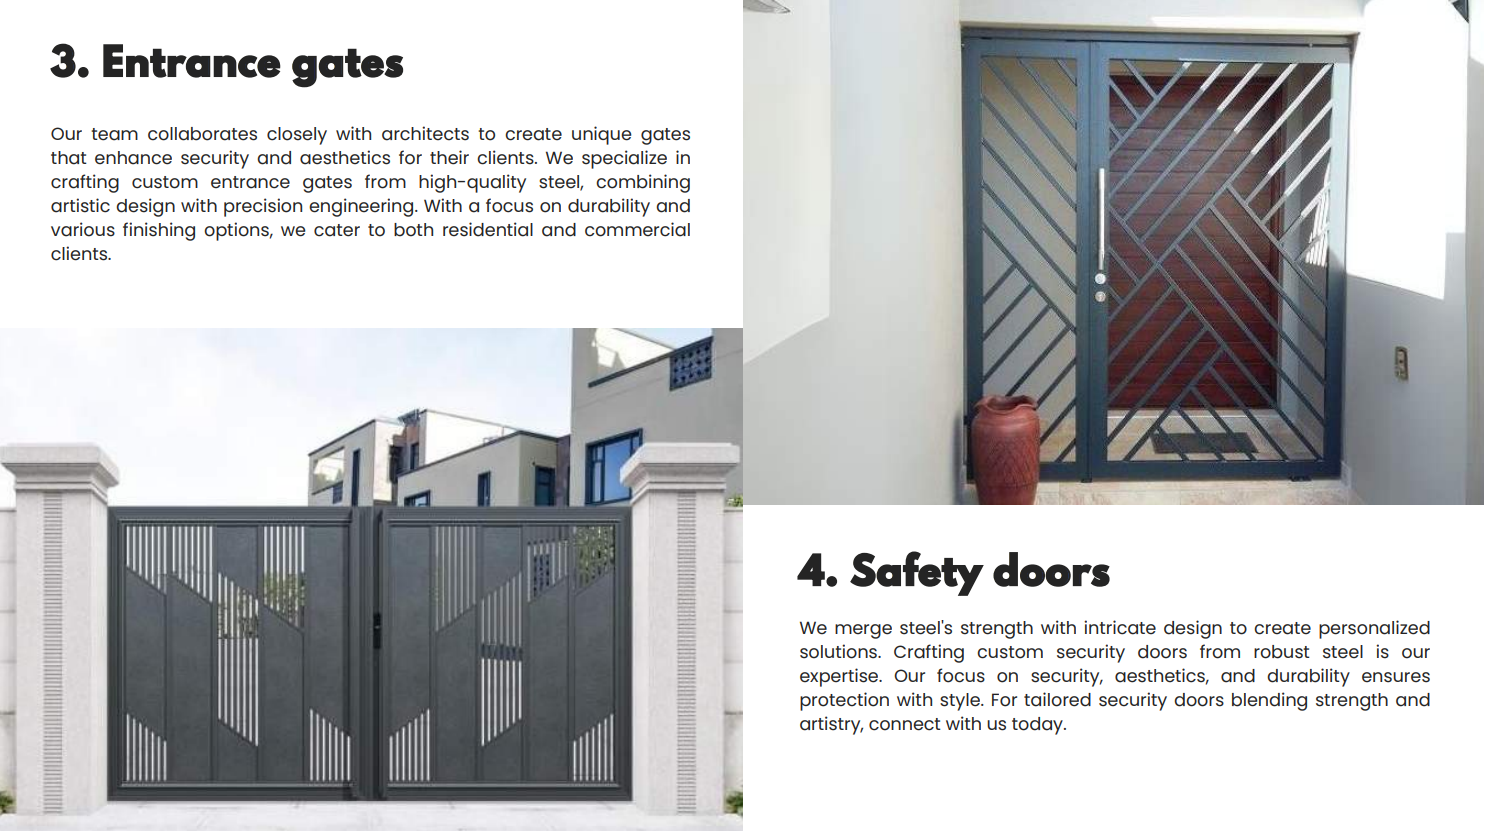 3. Entrance gates
Our team collaborates closely with architects to create unique gates
that enhance security and aesthetics for their clients. We specialize in
crafting custom entrance gates from high-quality steel, combining
artistic design with precision engineering. With a focus on durability and
various finishing options, we cater to both residential and commercial
clients.
4. Safety doors
We merge steel's strength with intricate design to create personalized
solutions. Crafting custom security doors from robust steel is our
expertise. Our focus on security, aesthetics, and durability ensures
protection with style. For tailored security doors blending strength and
artistry, connect with us today.